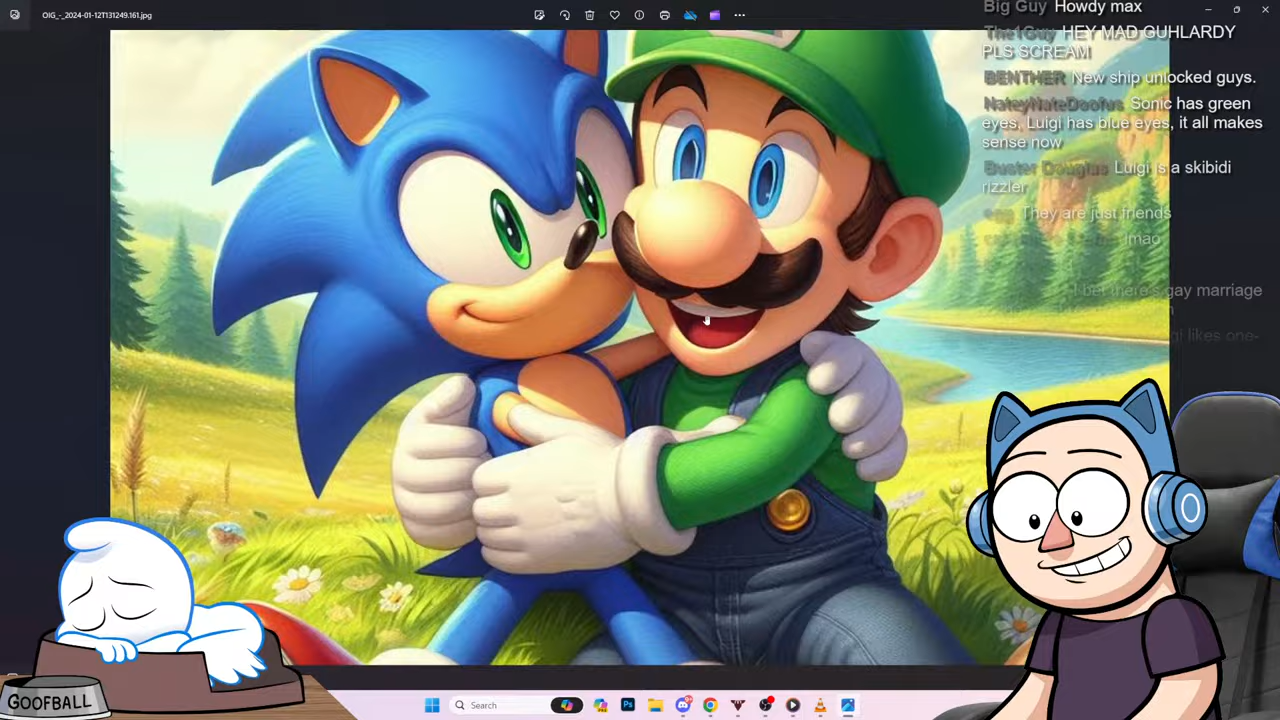 OIG_-_2024-01-12T131249.161.jpg
Big Guy Howdy max
The1Guy HEY MAD GUHLARDY
PLS SCREAM
BENTHER New ship unlocked guys.
NateyNateDoofus Sonic has green
eyes, Luigi has blue eyes, it all makes
sense now
Buster Douglas Luigi is a skibidi
rizzler
They are just friends
lmao
I bet there's gay marriage
likes one-
GOOFBALL
Search
Ps